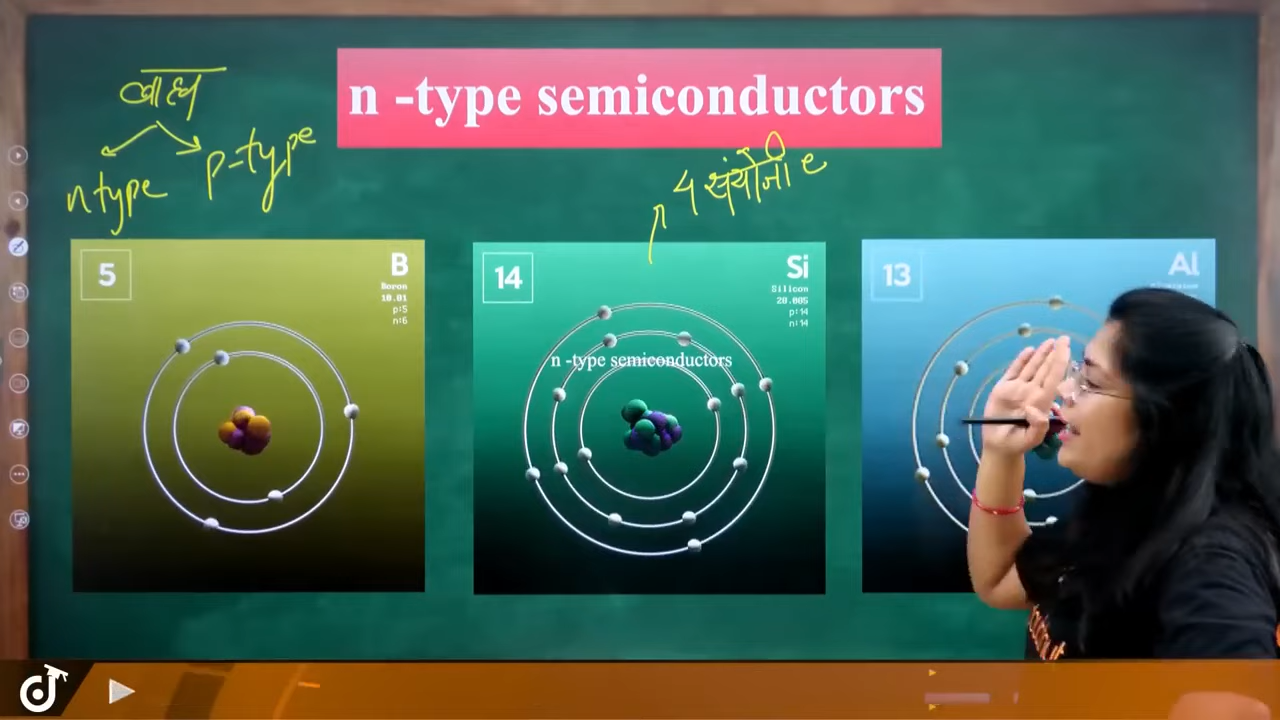 n -type semiconductors
बाह्य
n type
p-type
4 संयोजी e
5
B
Boron
10.81
p:5
n:6
14
Si
Silicon
28.085
p:14
n:14
n -type semiconductors
13
Al